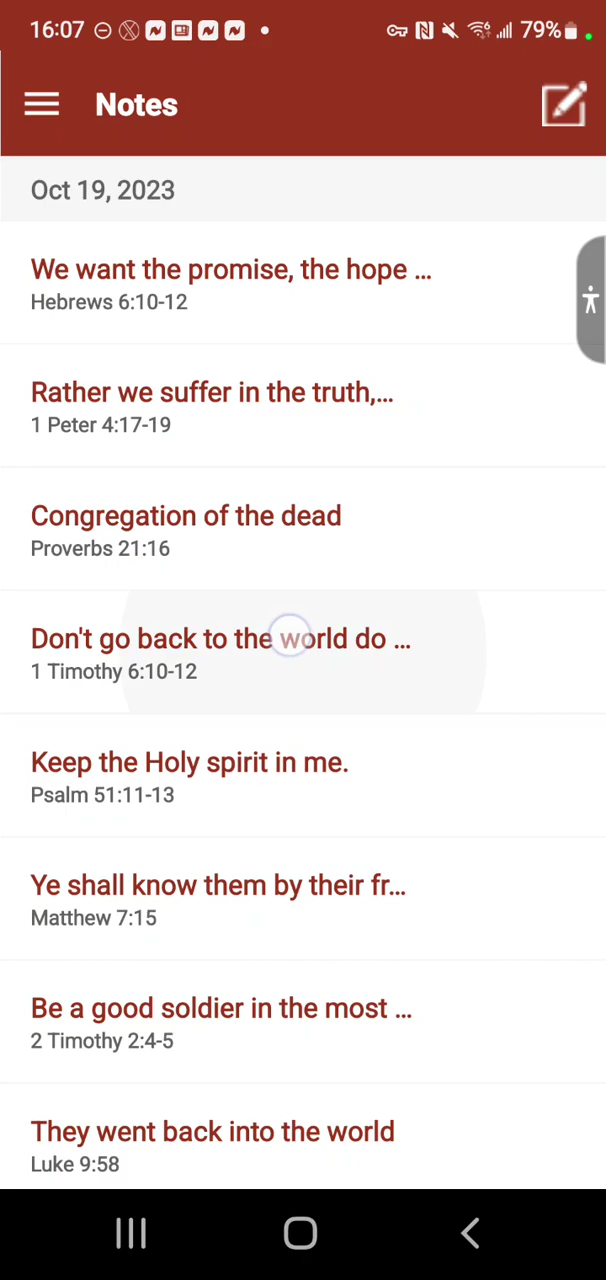 16:07
79%
Notes
Oct 19, 2023
We want the promise, the hope ...
Hebrews 6:10-12
Rather we suffer in the truth,...
1 Peter 4:17-19
Congregation of the dead
Proverbs 21:16
Don't go back to the world do ...
1 Timothy 6:10-12
Keep the Holy spirit in me.
Psalm 51:11-13
Ye shall know them by their fr...
Matthew 7:15
Be a good soldier in the most ...
2 Timothy 2:4-5
They went back into the world
Luke 9:58